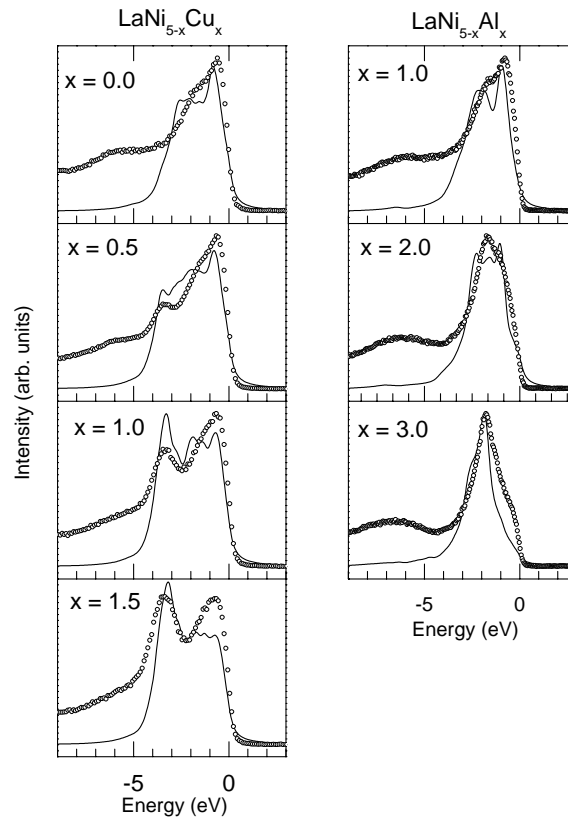 LaNi5-xCux
LaNi5-xAlx
x = 0.0
x = 1.0
x = 0.5
x = 2.0
x = 1.0
x = 3.0
x = 1.5
Intensity (arb. units)
-5 0
Energy (eV)
-5 0
Energy (eV)